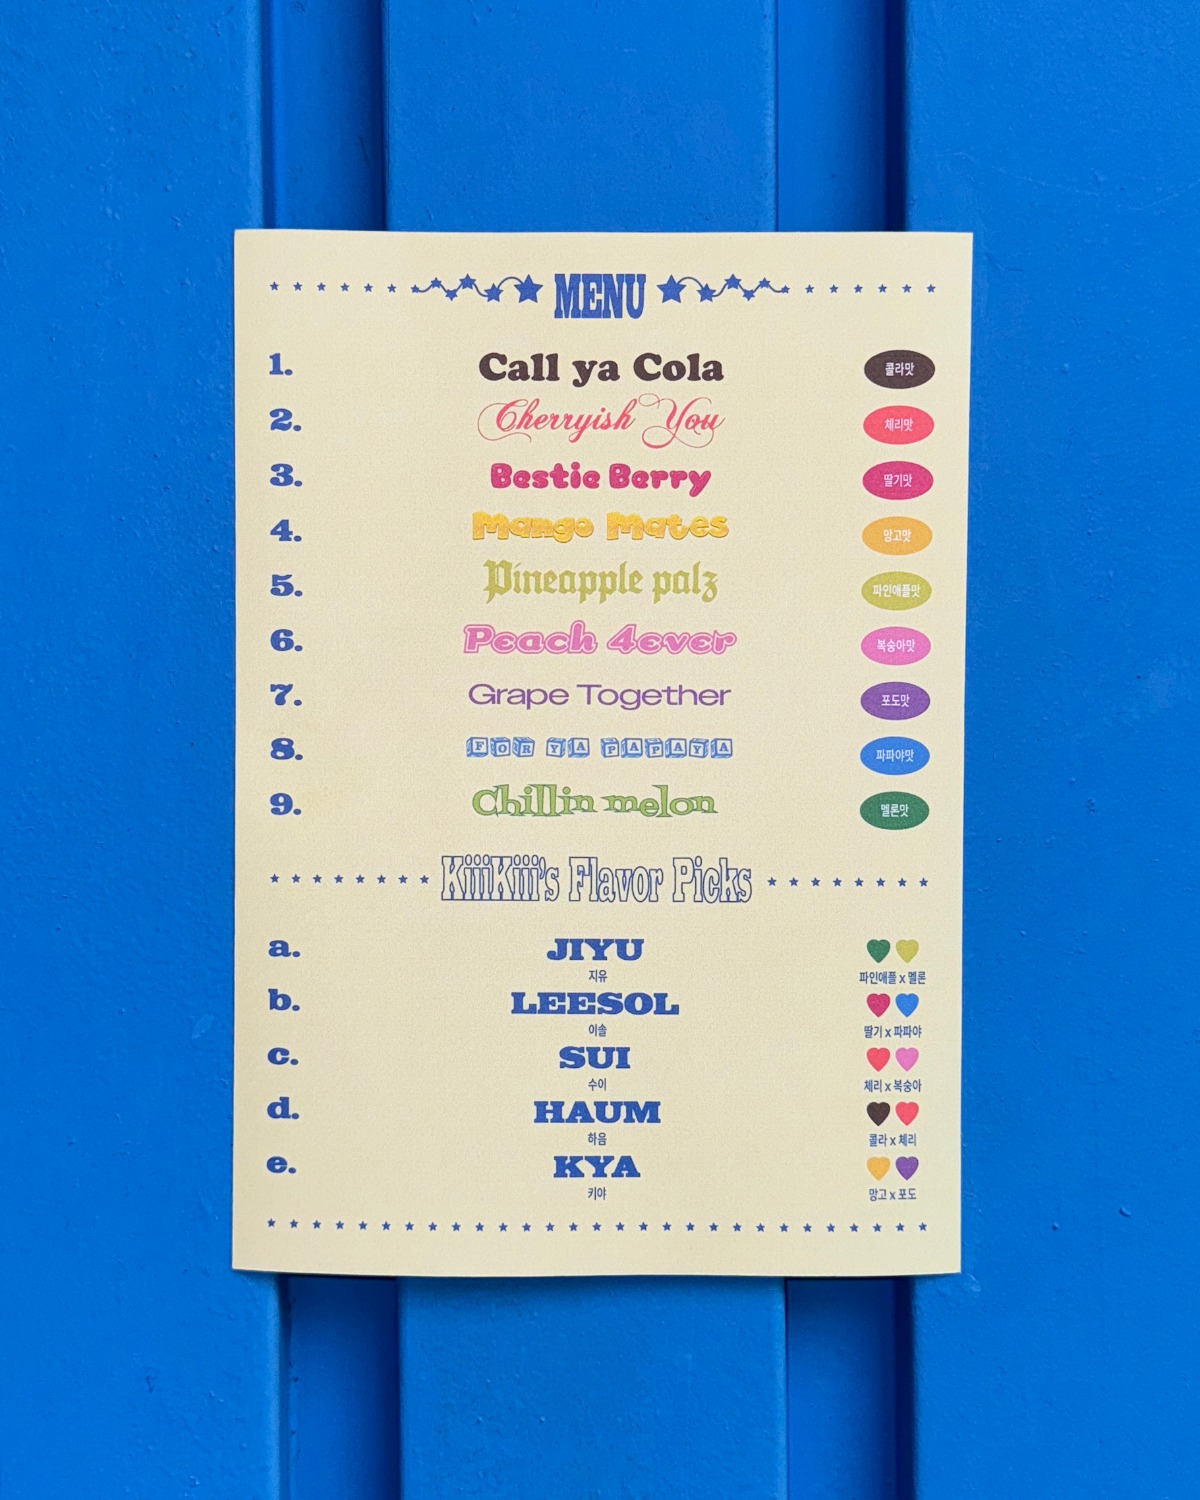 MENU
1. Call ya Cola 콜라맛
2. Cherryish You 체리맛
3. Bestie Berry 딸기맛
4. Mango Mates 망고맛
5. Pineapple palz 파인애플맛
6. Peach 4ever 복숭아맛
7. Grape Together 포도맛
8. FOR YA PAPAYA 파파야맛
9. Chillin melon 멜론맛
KiiiKiii's Flavor Picks
a. JIYU
지유 파인애플 x 멜론
b. LEESOL
이솔 딸기 x 파파야
c. SUI
수이 체리 x 복숭아
d. HAUM
하음 콜라 x 체리
e. KYA
키야 망고 x 포도